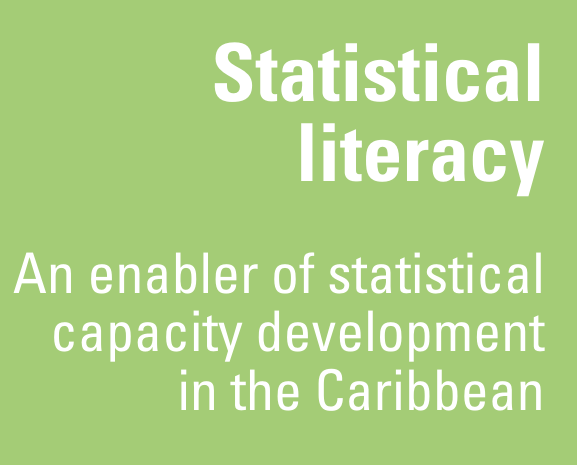 Statistical
literacy
An enabler of statistical
capacity development
in the Caribbean